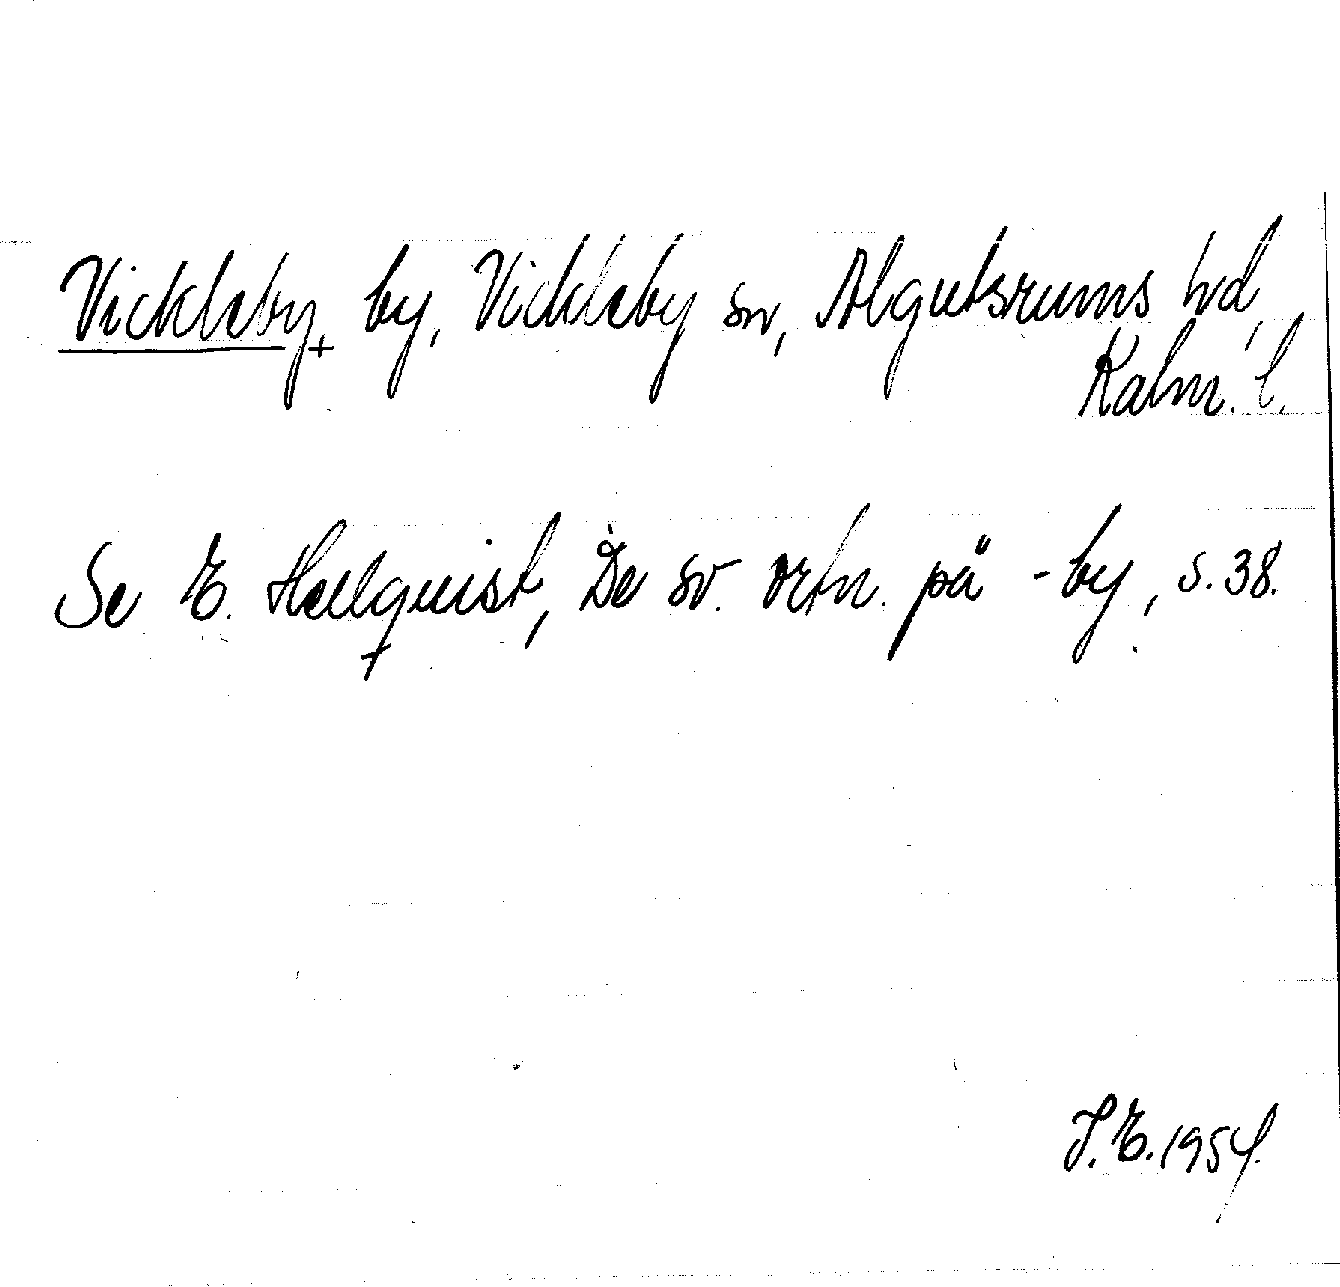 Vickleby, by, Vickleby sn, Algutsrums hd,
Kalm. l.
Se E. Hellquist, De sv. ortn. på -by, s. 38.
I.E. 1954.